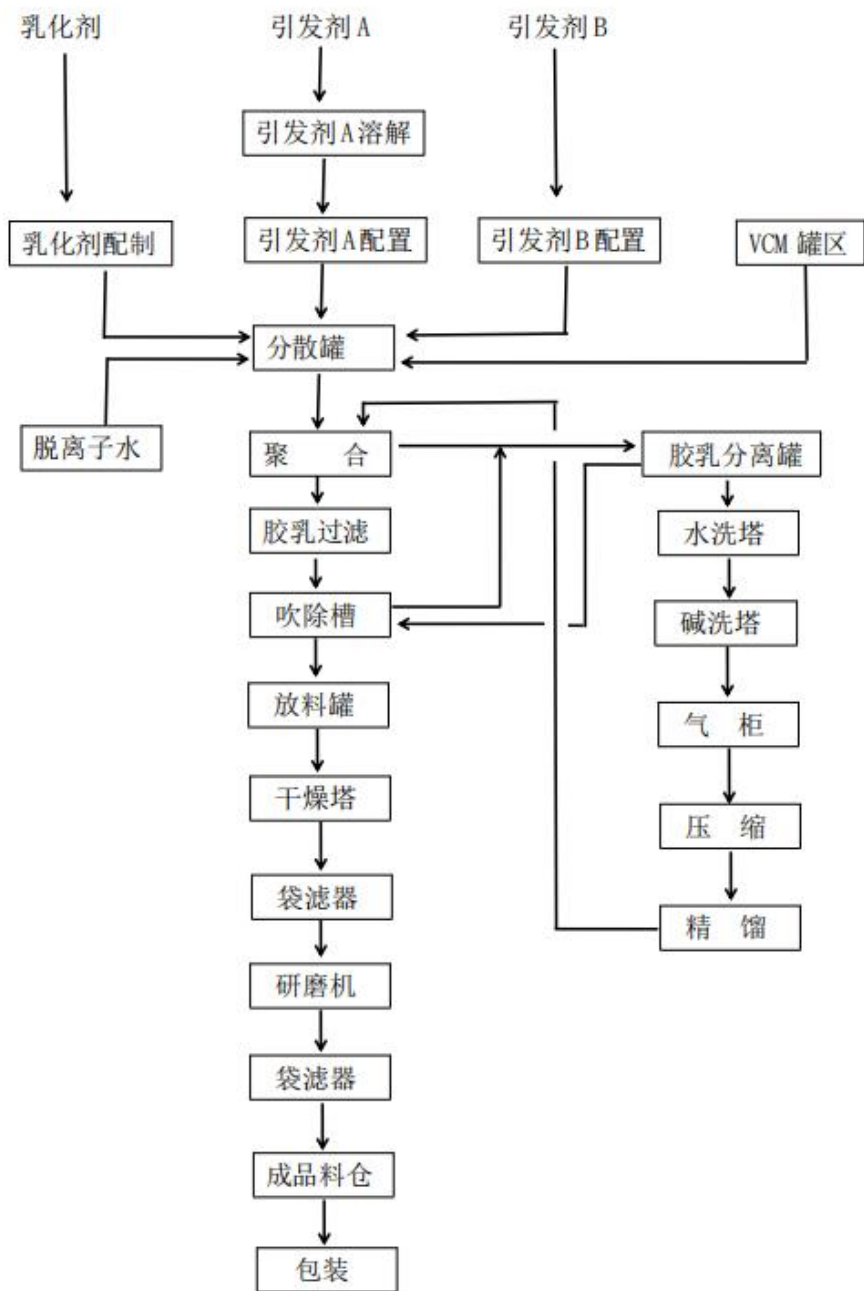 乳化剂
引发剂A
引发剂B
引发剂A溶解
乳化剂配制
引发剂A配置
引发剂B配置
VCM 罐区
分散罐
脱离子水
聚 合
胶乳分离罐
胶乳过滤
水洗塔
吹除槽
碱洗塔
放料罐
气 柜
干燥塔
压 缩
袋滤器
精 馏
研磨机
袋滤器
成品料仓
包装